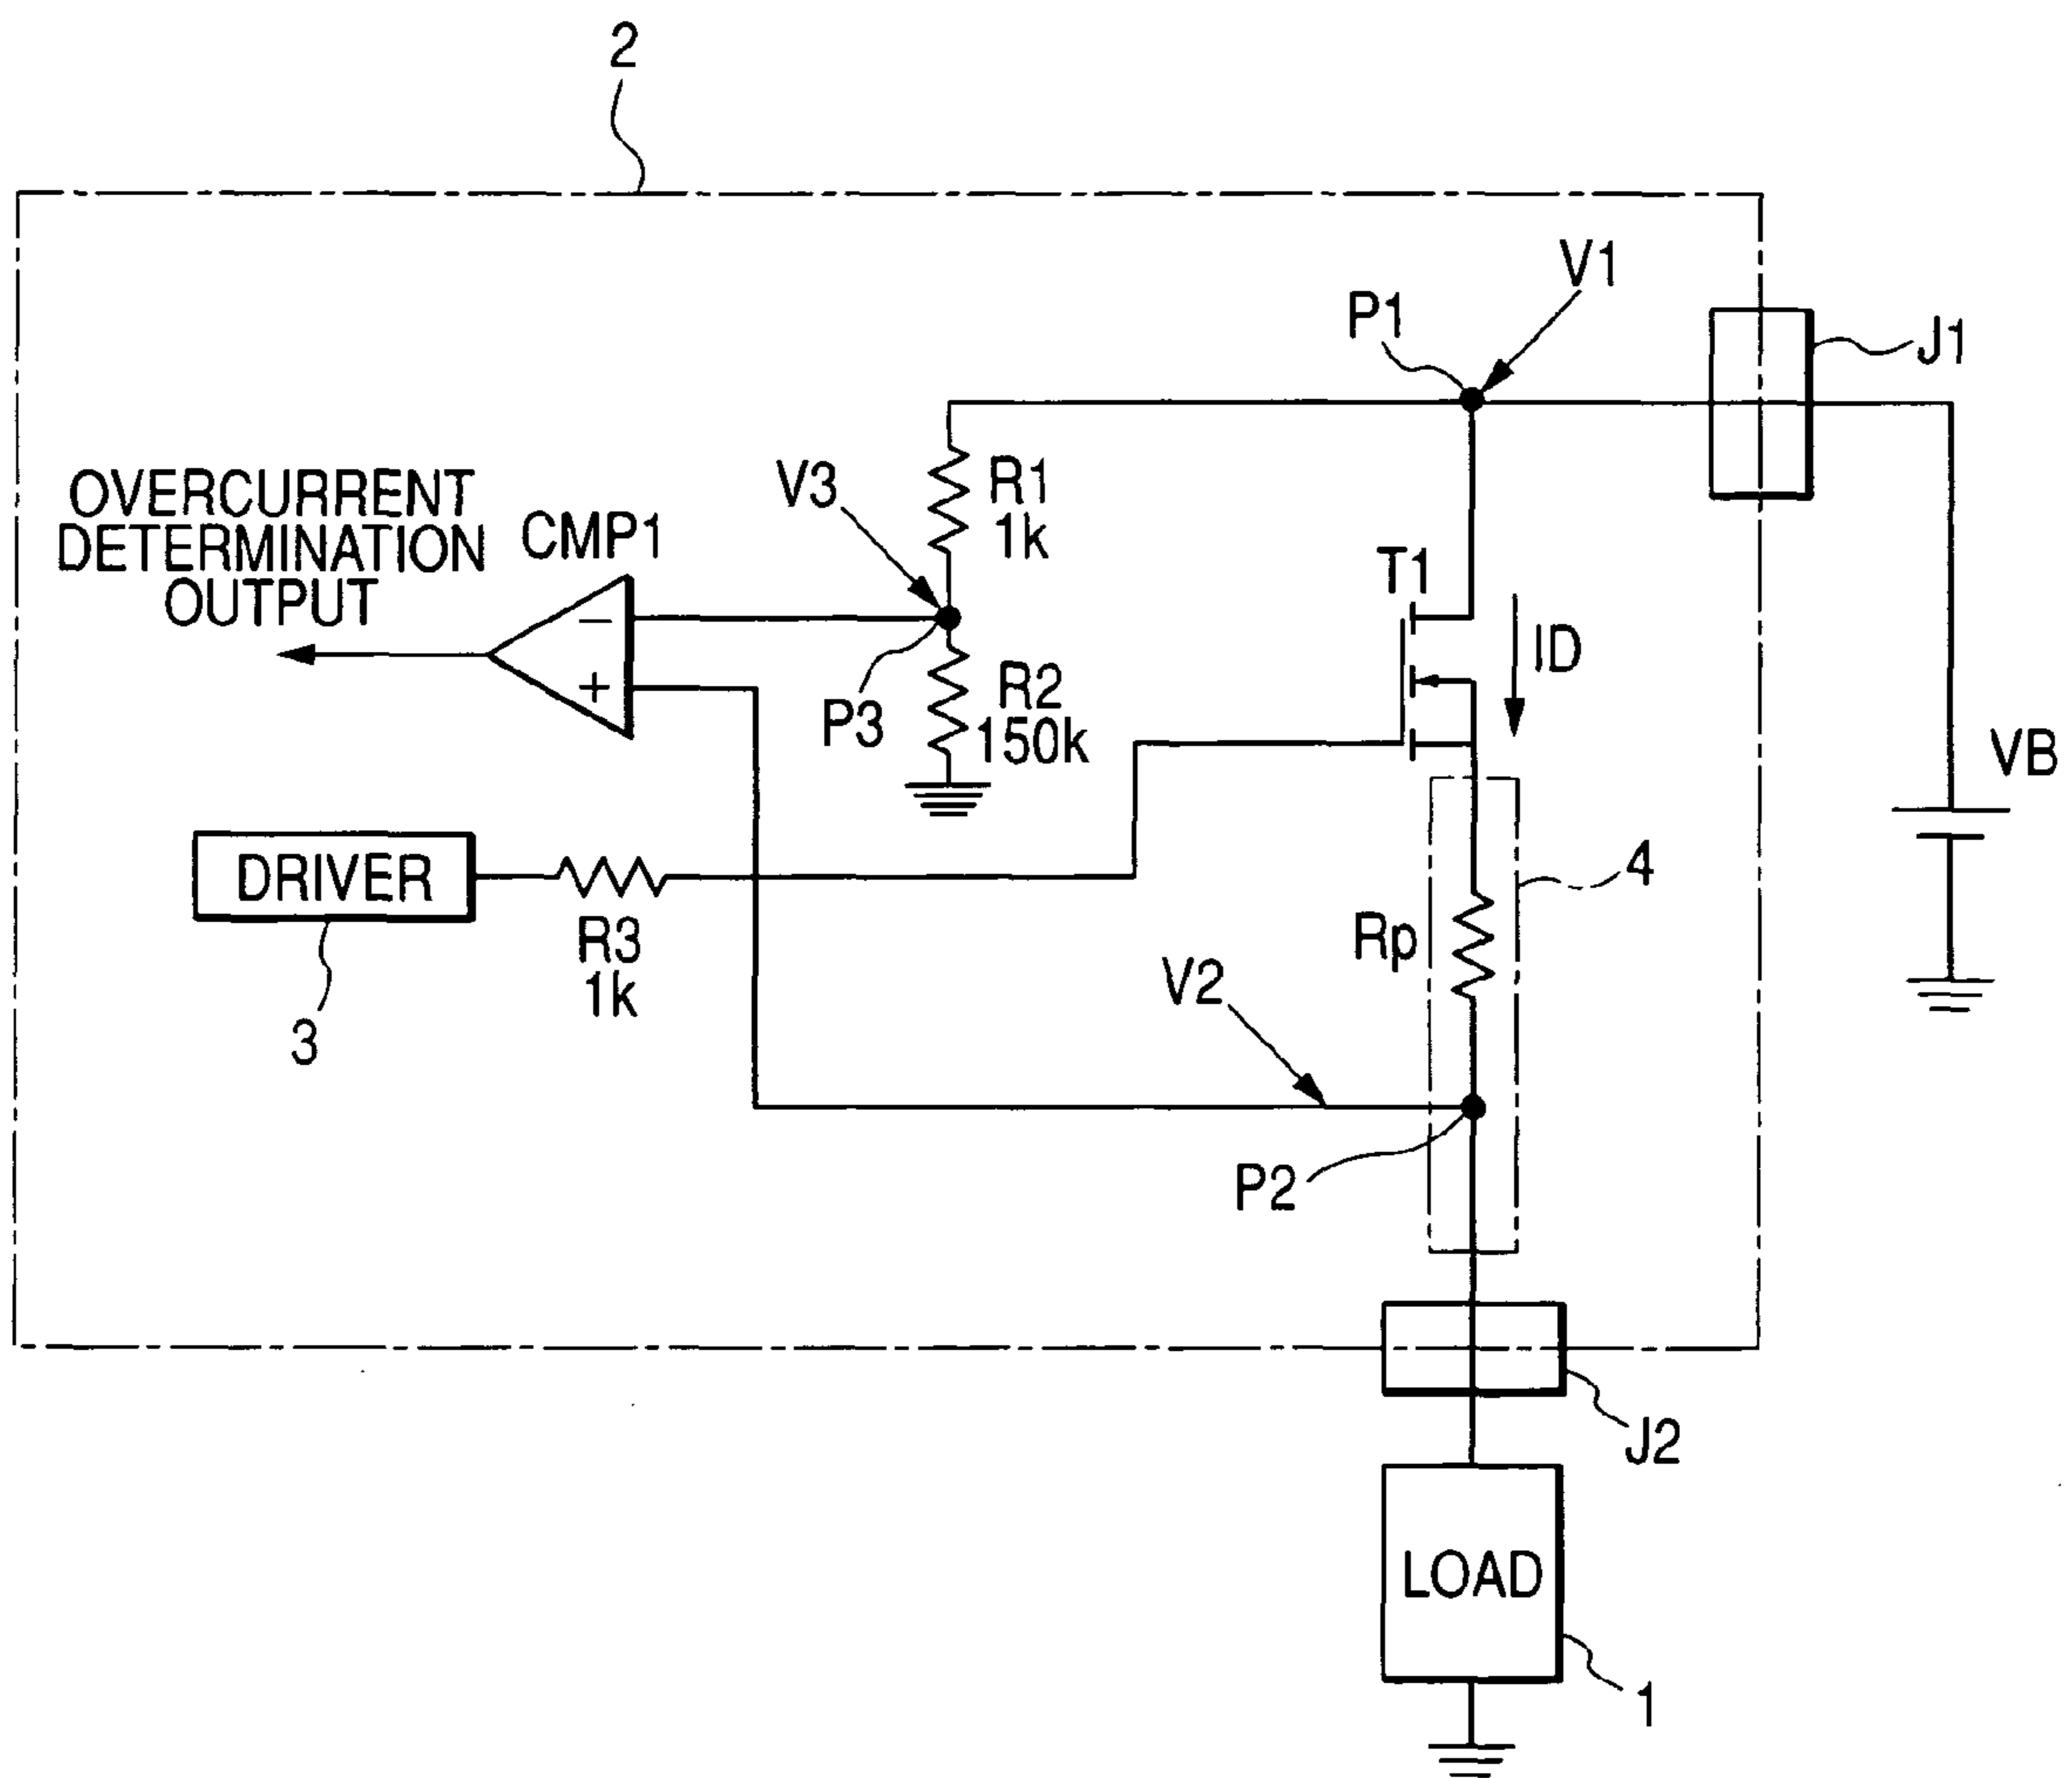 2
V1
P1
J1
OVERCURRENT
DETERMINATION
OUTPUT
CMP1
V3
R1
1k
T1
−
+
ID
P3
R2
150k
VB
DRIVER
R3
1k
3
Rp
4
V2
P2
J2
LOAD
1